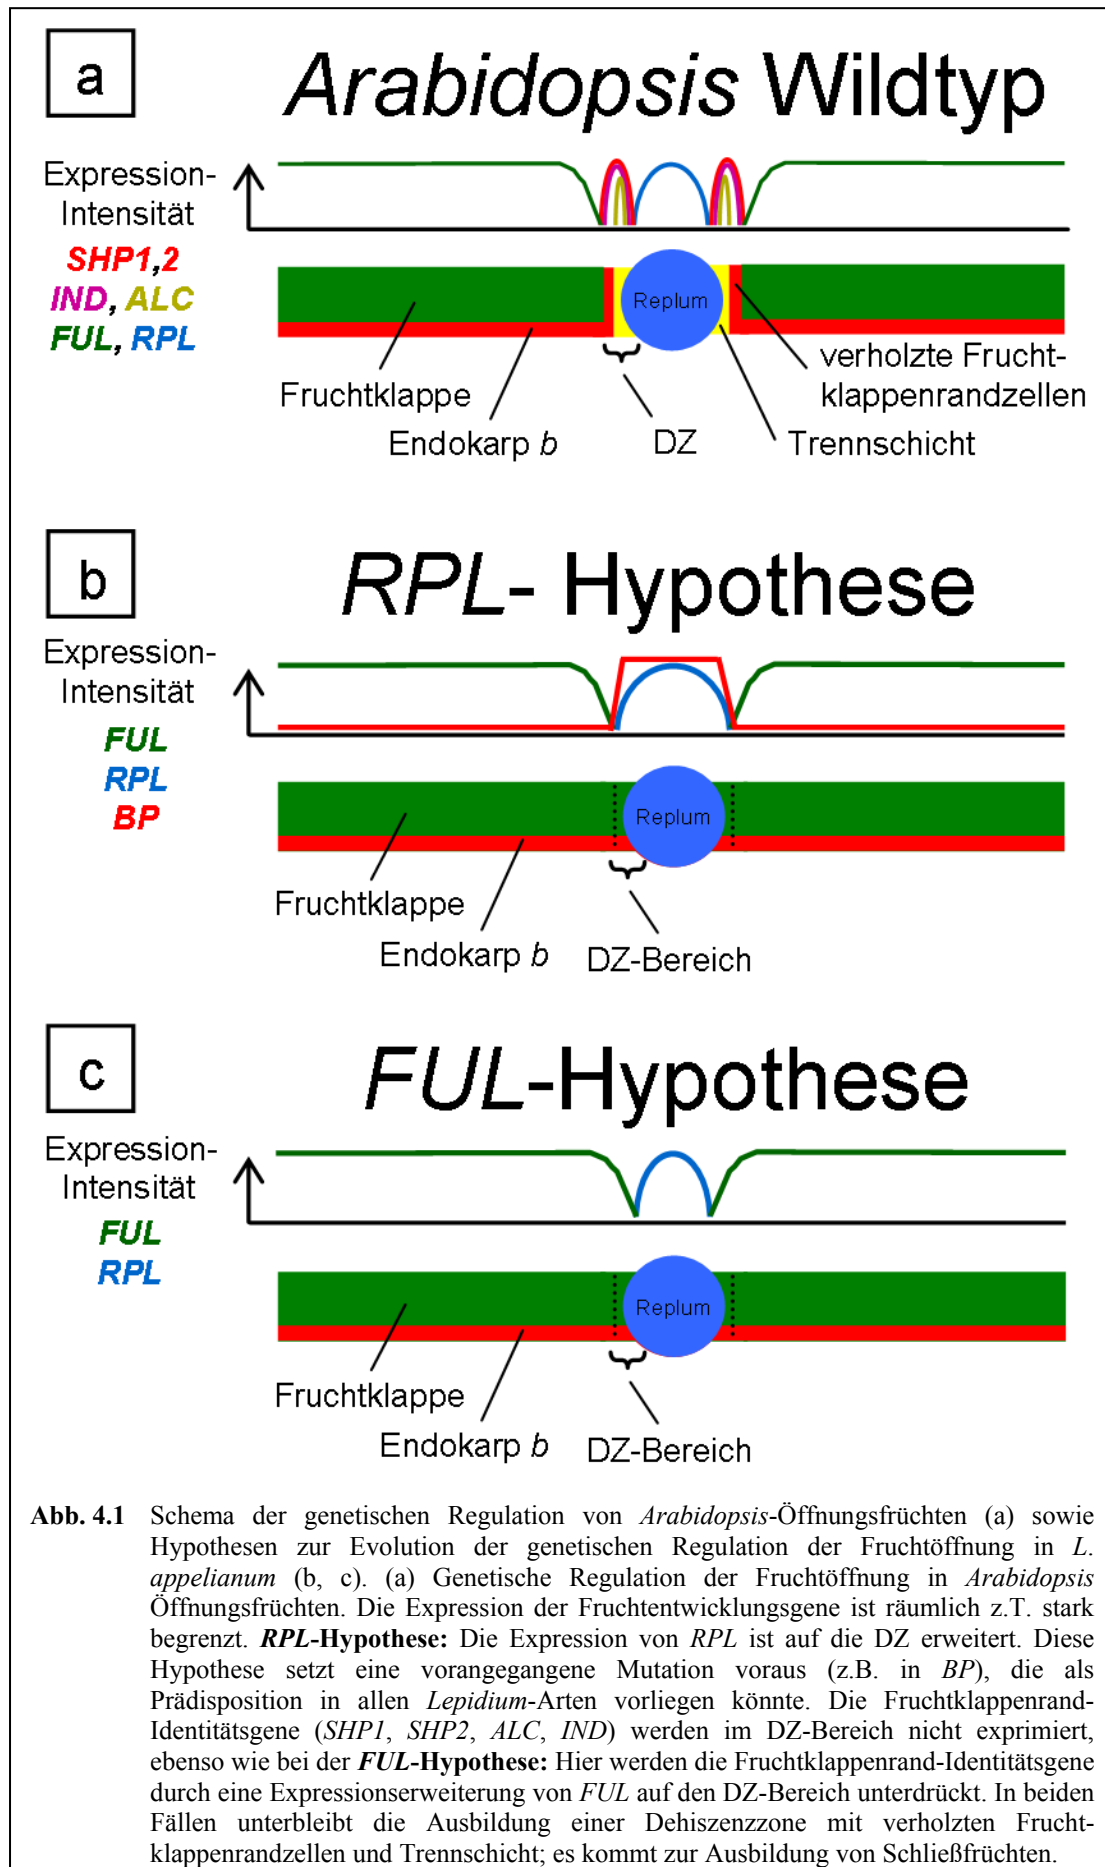 a
Arabidopsis Wildtyp
Expression-
Intensität
SHP1,2
IND, ALC
FUL, RPL
Replum
Fruchtklappe
Endokarp b
DZ
verholzte Frucht-
klappenrandzellen
Trennschicht
b
RPL- Hypothese
Expression-
Intensität
FUL
RPL
BP
Replum
Fruchtklappe
Endokarp b
DZ-Bereich
c
FUL-Hypothese
Expression-
Intensität
FUL
RPL
Replum
Fruchtklappe
Endokarp b
DZ-Bereich
Abb. 4.1 Schema der genetischen Regulation von Arabidopsis-Öffnungsfrüchten (a) sowie
Hypothesen zur Evolution der genetischen Regulation der Fruchtöffnung in L.
appelianum (b, c). (a) Genetische Regulation der Fruchtöffnung in Arabidopsis
Öffnungsfrüchten. Die Expression der Fruchtentwicklungsgene ist räumlich z.T. stark
begrenzt. RPL-Hypothese: Die Expression von RPL ist auf die DZ erweitert. Diese
Hypothese setzt eine vorangegangene Mutation voraus (z.B. in BP), die als
Prädisposition in allen Lepidium-Arten vorliegen könnte. Die Fruchtklappenrand-
Identitätsgene (SHP1, SHP2, ALC, IND) werden im DZ-Bereich nicht exprimiert,
ebenso wie bei der FUL-Hypothese: Hier werden die Fruchtklappenrand-Identitätsgene
durch eine Expressionserweiterung von FUL auf den DZ-Bereich unterdrückt. In beiden
Fällen unterbleibt die Ausbildung einer Dehiszenzzone mit verholzten Frucht-
klappenrandzellen und Trennschicht; es kommt zur Ausbildung von Schließfrüchten.